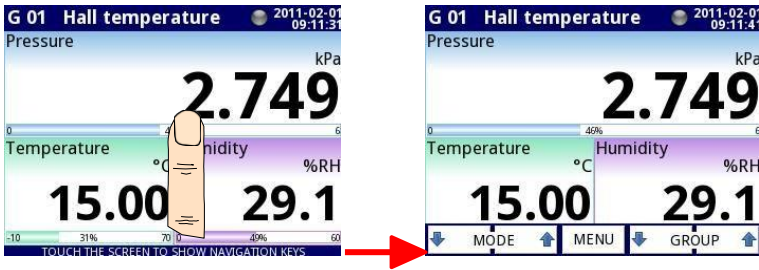 G 01 Hall temperature 2011-02-01 09:11:31
Pressure
kPa
2.749
0 6
Temperature
°C
15.00
-10 31% 70
%RH
29.1
0 49% 60
TOUCH THE SCREEN TO SHOW NAVIGATION KEYS
G 01 Hall temperature 2011-02-01 09:11:41
Pressure
kPa
2.749
0 46% 6
Temperature
°C
15.00
Humidity
%RH
29.1
MODE MENU GROUP